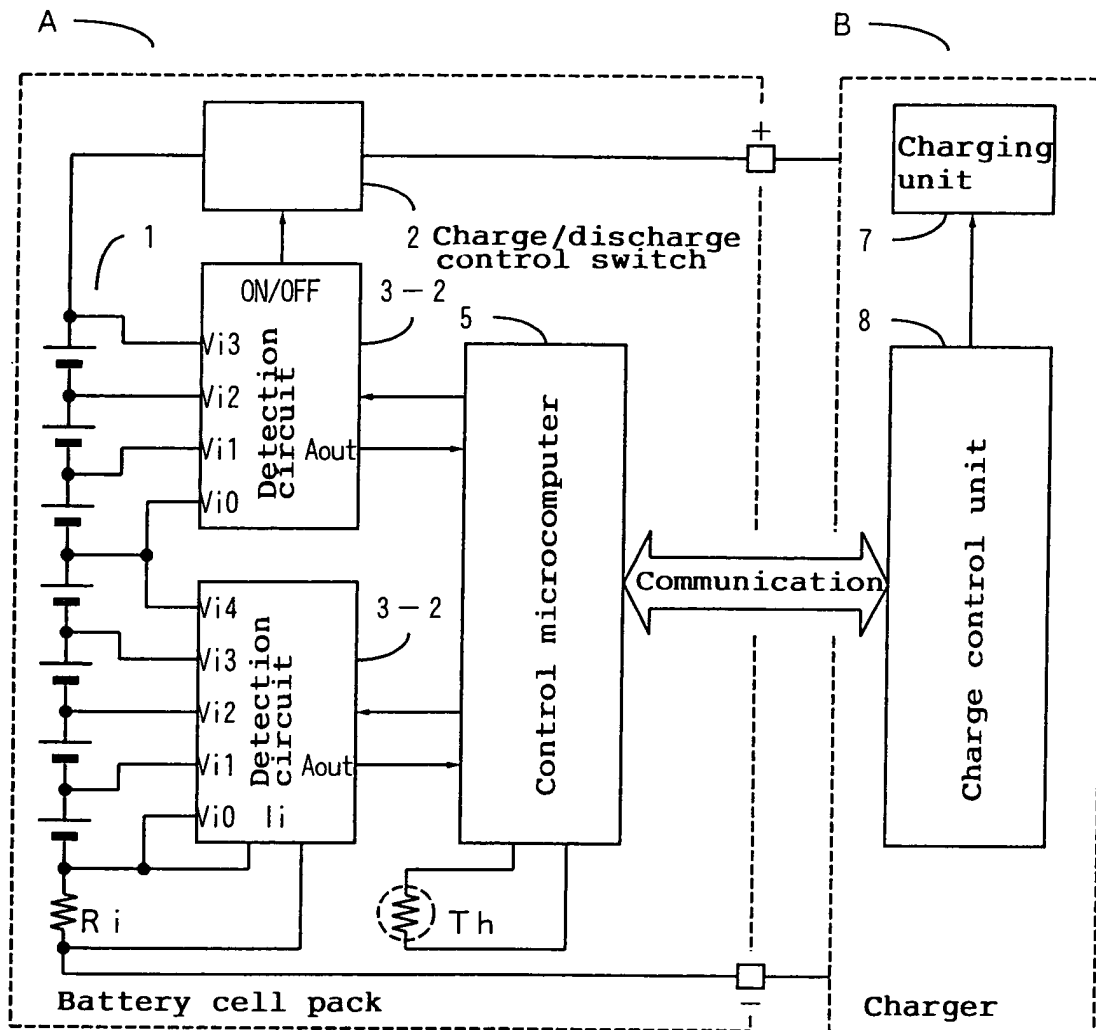 A
B
+
Charging
unit
1
2 Charge/discharge
control switch
7
ON/OFF
3-2
5
8
Vi3
Vi2
Vi1
Vi0
Detection
circuit
Aout
Control microcomputer
Communication
Charge control unit
Vi4
3-2
Vi3
Vi2
Vi1
Vi0
Detection
circuit
Aout
Ii
Ri
Th
Battery cell pack
−
Charger